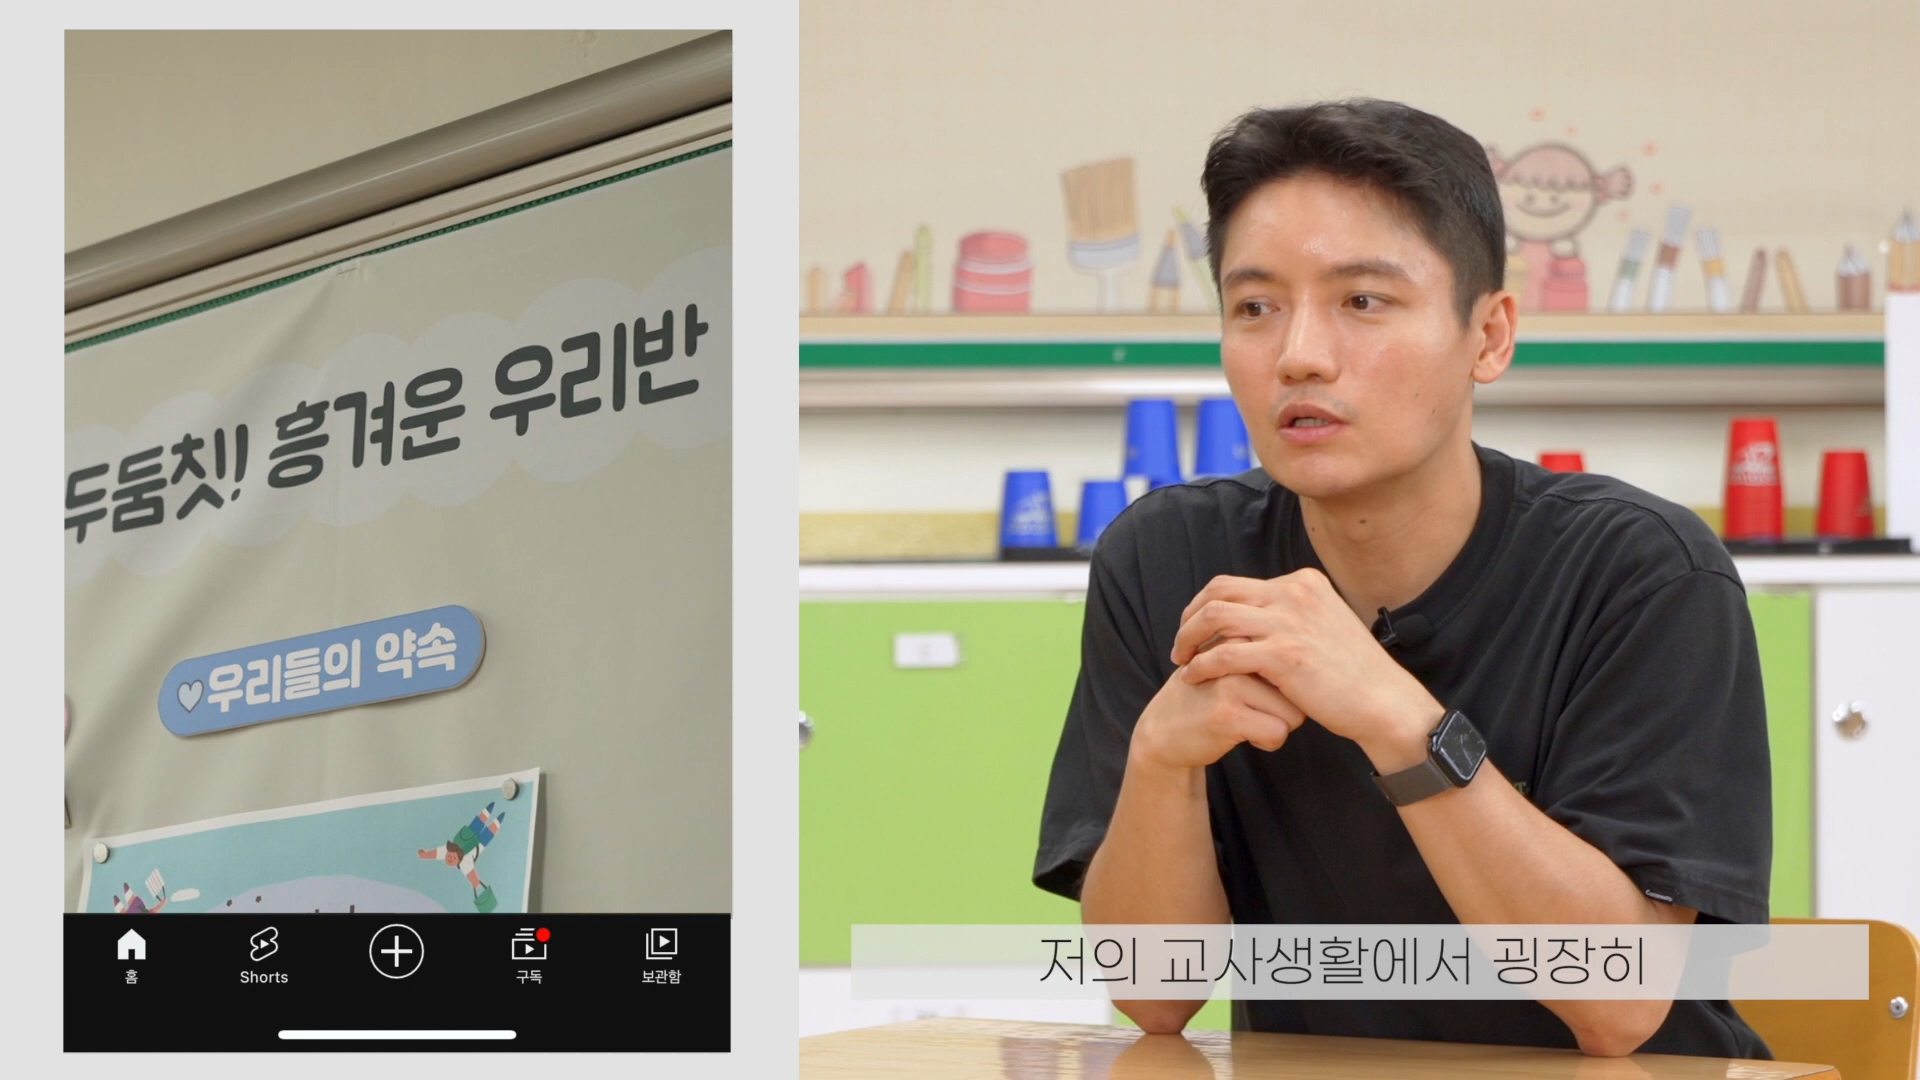 두둠칫! 흥겨운 우리반
우리들의 약속
홈
Shorts
구독
보관함
저의 교사생활에서 굉장히